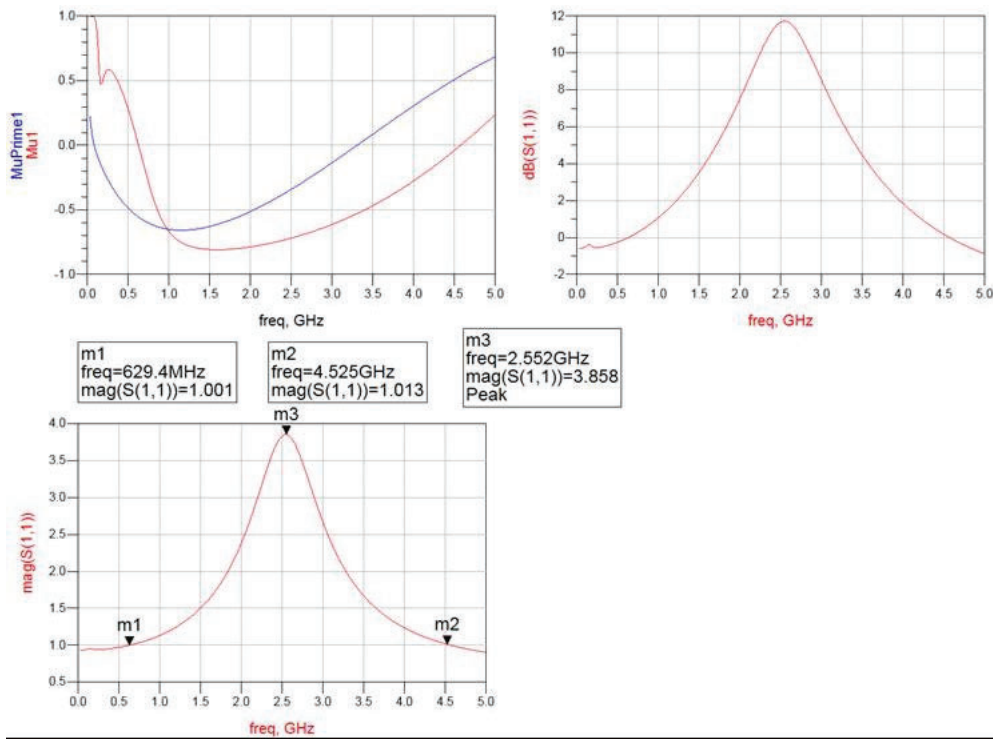 1.0
0.5
0.0
-0.5
-1.0
MuPrime1
Mu1
0.0 0.5 1.0 1.5 2.0 2.5 3.0 3.5 4.0 4.5 5.0
freq, GHz
12
10
8
6
4
2
0
-2
dB(S(1,1))
0.0 0.5 1.0 1.5 2.0 2.5 3.0 3.5 4.0 4.5 5.0
freq, GHz
m1
freq=629.4MHz
mag(S(1,1))=1.001
m2
freq=4.525GHz
mag(S(1,1))=1.013
m3
freq=2.552GHz
mag(S(1,1))=3.858
Peak
4.0
3.5
3.0
2.5
2.0
1.5
1.0
0.5
mag(S(1,1))
m1
m3
m2
0.0 0.5 1.0 1.5 2.0 2.5 3.0 3.5 4.0 4.5 5.0
freq, GHz